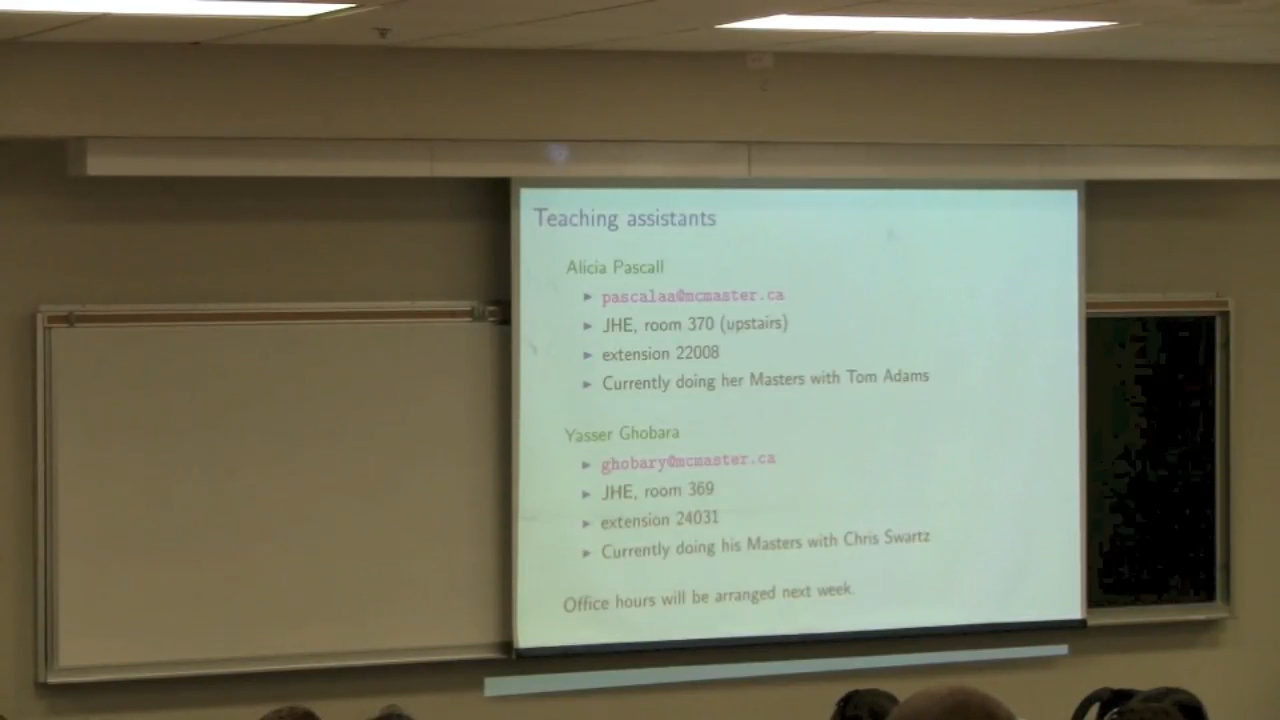 Teaching assistants
Alicia Pascall
▶ pascalaa@mcmaster.ca
▶ JHE, room 370 (upstairs)
▶ extension 22008
▶ Currently doing her Masters with Tom Adams
Yasser Ghobara
▶ ghobary@mcmaster.ca
▶ JHE, room 369
▶ extension 24031
▶ Currently doing his Masters with Chris Swartz
Office hours will be arranged next week.